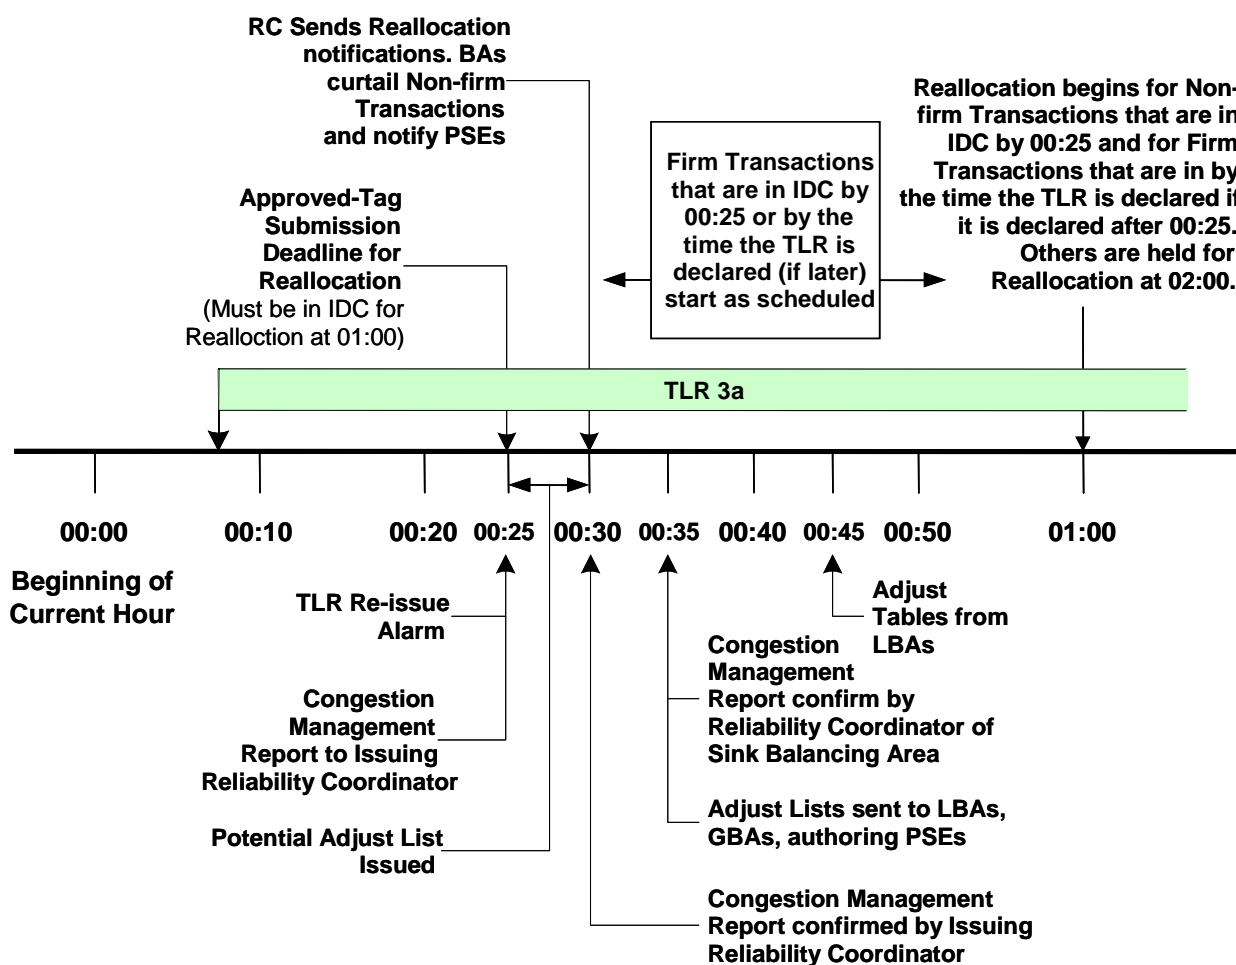 RC Sends Reallocation
notifications. BAs
curtail Non-firm
Transactions
and notify PSEs
Approved-Tag
Submission
Deadline for
Reallocation
(Must be in IDC for
Realloction at 01:00)
Firm Transactions
that are in IDC by
00:25 or by the
time the TLR is
declared (if later)
start as scheduled
Reallocation begins for Non-
firm Transactions that are in
IDC by 00:25 and for Firm
Transactions that are in by
the time the TLR is declared if
it is declared after 00:25.
Others are held for
Reallocation at 02:00.
TLR 3a
00:00 00:10 00:20 00:25 00:30 00:35 00:40 00:45 00:50 01:00
Beginning of
Current Hour
TLR Re-issue
Alarm
Congestion
Management
Report to Issuing
Reliability Coordinator
Potential Adjust List
Issued
Adjust
Tables from
LBAs
Congestion
Management
Report confirm by
Reliability Coordinator of
Sink Balancing Area
Adjust Lists sent to LBAs,
GBAs, authoring PSEs
Congestion Management
Report confirmed by Issuing
Reliability Coordinator